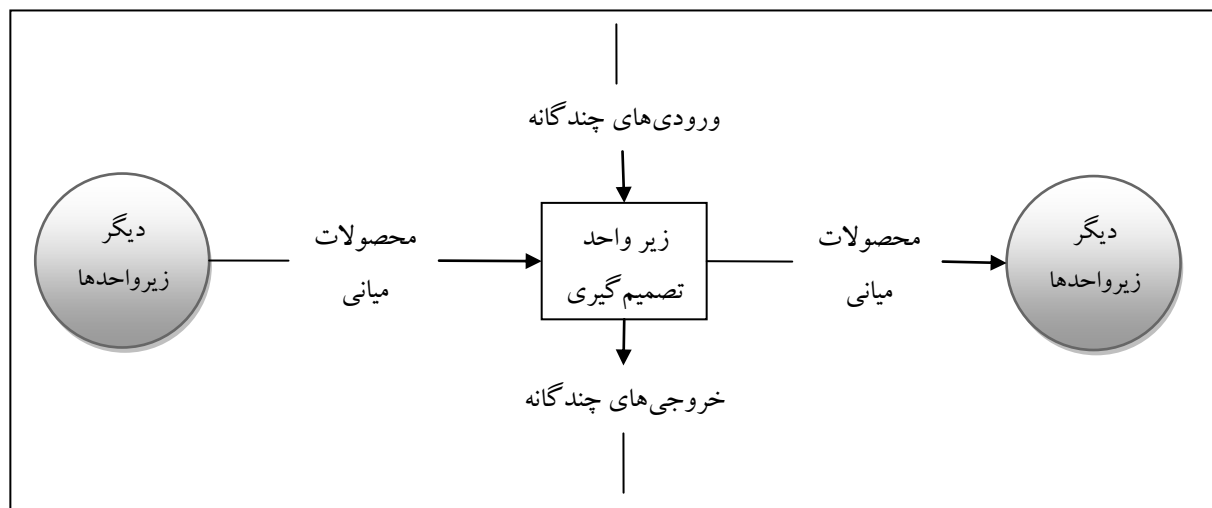 ورودی‌های چندگانه
دیگر
زیرواحدها
محصولات
میانی
زیر واحد
تصمیم‌گیری
محصولات
میانی
دیگر
زیرواحدها
خروجی‌های چندگانه